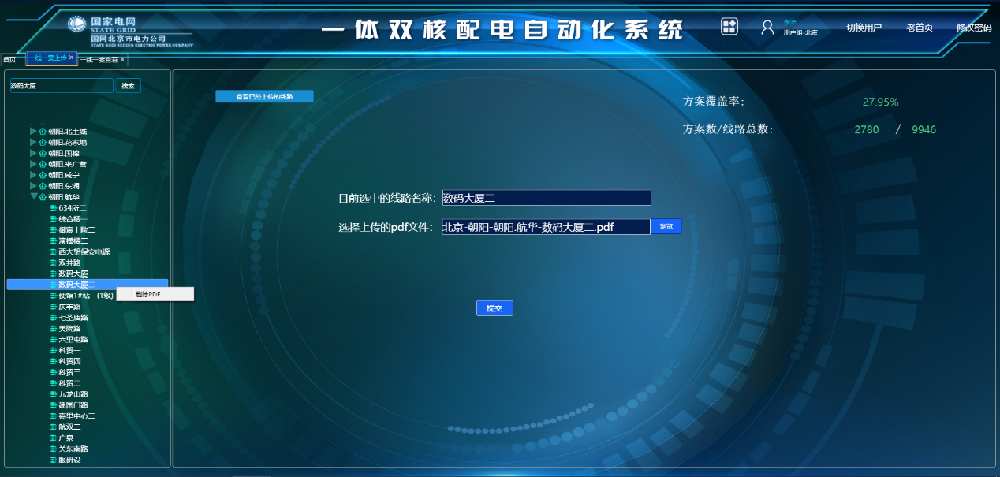 国家电网
STATE GRID
国网北京市电力公司
STATE GRID BEIJING ELECTRIC POWER COMPANY
一体双核配电自动化系统
用户组:北京
切换用户
老首页
修改密码
首页
一线一案上传 ×
一线一案查看 ×
数码大厦二
搜索
查看已经上传的线路
方案覆盖率: 27.95%
方案数/线路总数: 2780 / 9946
朝阳.北土城
朝阳.花家地
朝阳.国棉
朝阳.来广营
朝阳.咸宁
朝阳.东湖
朝阳.航华
634所二
综合楼一
御宸上院二
演播楼二
西大望保安电源
双井路
数码大厦一
数码大厦二
使馆1#站一(1级)
删除PDF
庆丰路
七圣庙路
美院路
六里屯路
科贸一
科贸四
科贸三
科贸二
九龙山路
建国门路
嘉里中心二
航双二
广泉一
关东南路
服研设一
目前选中的线路名称: 数码大厦二
选择上传的pdf文件: 北京-朝阳-朝阳.航华-数码大厦二.pdf
浏览
提交